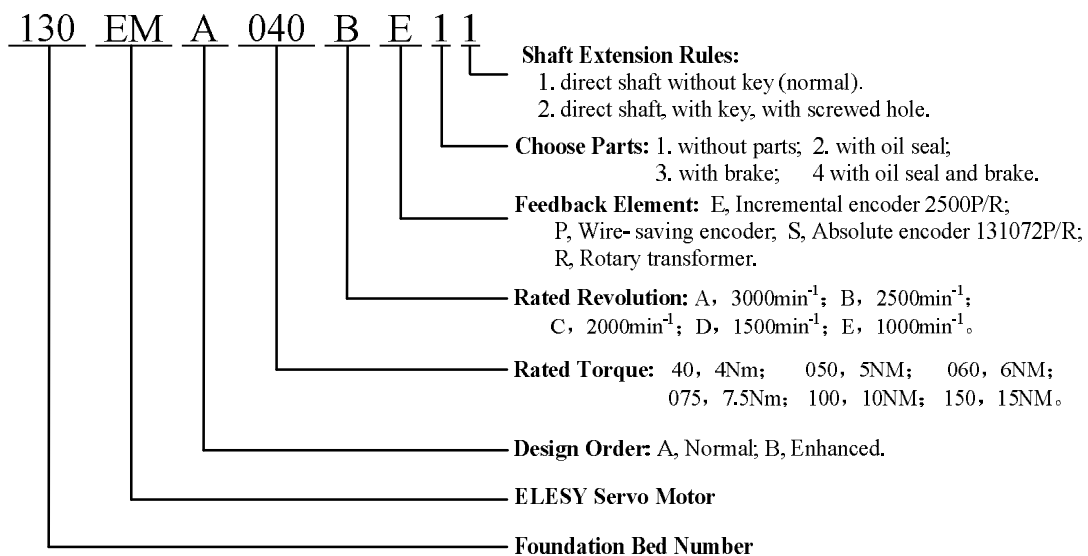 130 EM A 040 B E 1 1
Shaft Extension Rules:
1. direct shaft without key (normal).
2. direct shaft, with key, with screwed hole.
Choose Parts: 1. without parts; 2. with oil seal;
3. with brake; 4 with oil seal and brake.
Feedback Element: E, Incremental encoder 2500P/R;
P, Wire-saving encoder; S, Absolute encoder 131072P/R;
R, Rotary transformer.
Rated Revolution: A，3000min⁻¹；B，2500min⁻¹；
C，2000min⁻¹；D，1500min⁻¹；E，1000min⁻¹。
Rated Torque: 40，4Nm； 050，5NM； 060，6NM；
075，7.5Nm；100，10NM；150，15NM。
Design Order: A, Normal; B, Enhanced.
ELESY Servo Motor
Foundation Bed Number